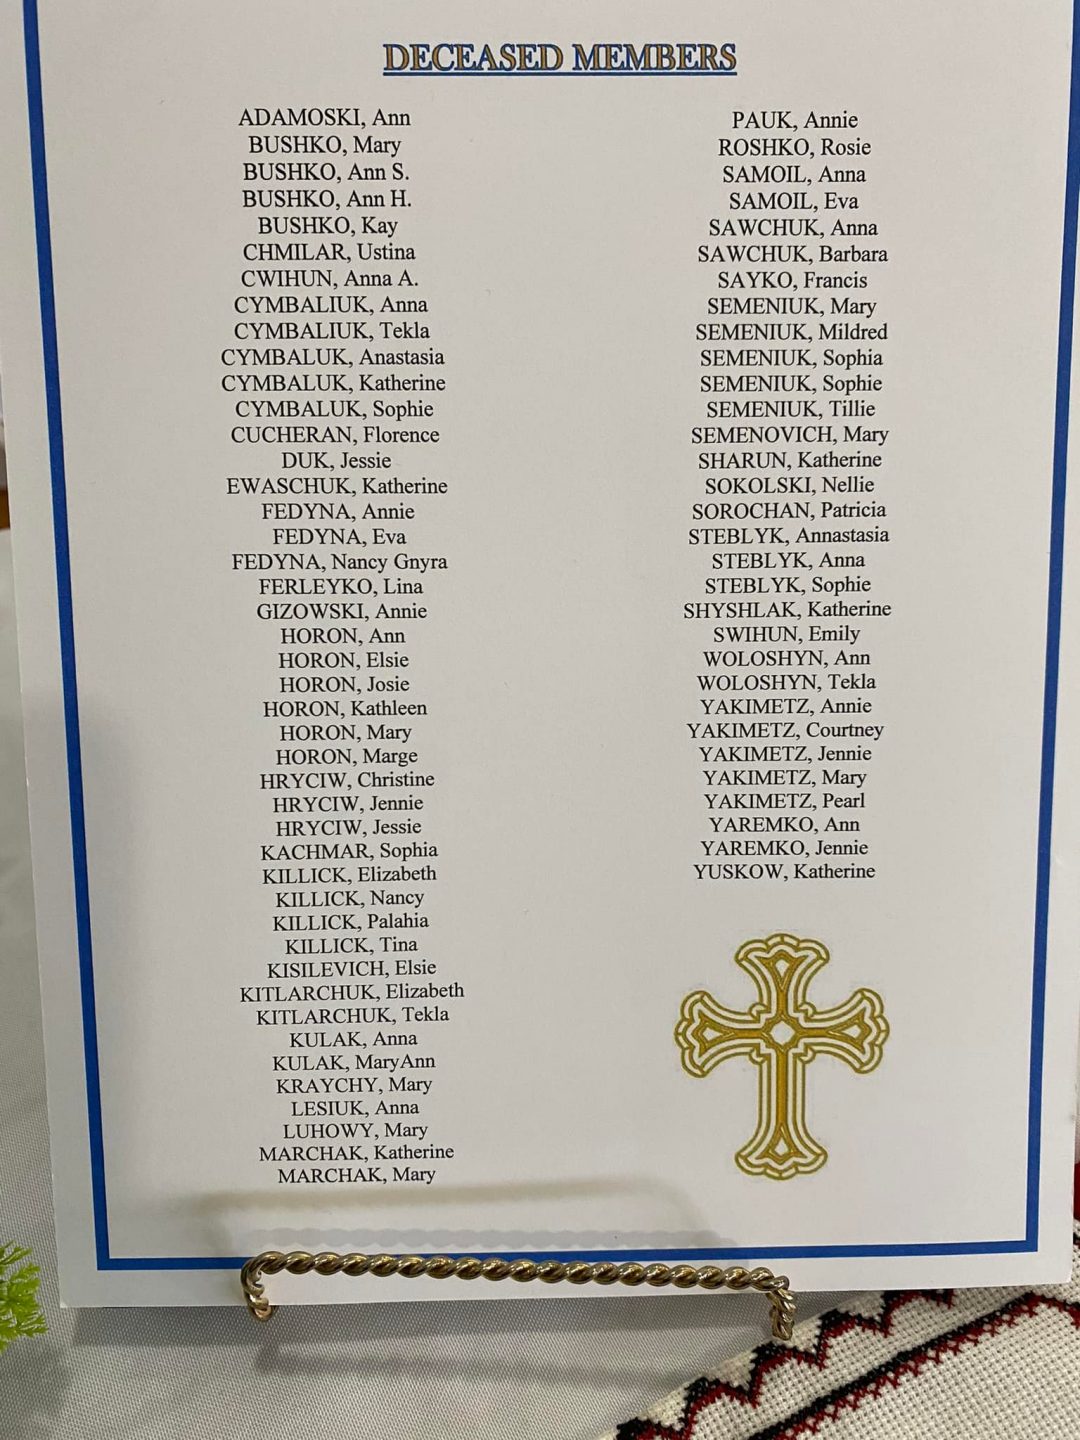 DECEASED MEMBERS
ADAMOSKI, Ann
BUSHKO, Mary
BUSHKO, Ann S.
BUSHKO, Ann H.
BUSHKO, Kay
CHMILAR, Ustina
CWIHUN, Anna A.
CYMBALIUK, Anna
CYMBALIUK, Tekla
CYMBALUK, Anastasia
CYMBALUK, Katherine
CYMBALUK, Sophie
CUCHERAN, Florence
DUK, Jessie
EWASCHUK, Katherine
FEDYNA, Annie
FEDYNA, Eva
FEDYNA, Nancy Gnyra
FERLEYKO, Lina
GIZOWSKI, Annie
HORON, Ann
HORON, Elsie
HORON, Josie
HORON, Kathleen
HORON, Mary
HORON, Marge
HRYCIW, Christine
HRYCIW, Jennie
HRYCIW, Jessie
KACHMAR, Sophia
KILLICK, Elizabeth
KILLICK, Nancy
KILLICK, Palahia
KILLICK, Tina
KISILEVICH, Elsie
KITLARCHUK, Elizabeth
KITLARCHUK, Tekla
KULAK, Anna
KULAK, MaryAnn
KRAYCHY, Mary
LESIUK, Anna
LUHOWY, Mary
MARCHAK, Katherine
MARCHAK, Mary
PAUK, Annie
ROSHKO, Rosie
SAMOIL, Anna
SAMOIL, Eva
SAWCHUK, Anna
SAWCHUK, Barbara
SAYKO, Francis
SEMENIUK, Mary
SEMENIUK, Mildred
SEMENIUK, Sophia
SEMENIUK, Sophie
SEMENIUK, Tillie
SEMENOVICH, Mary
SHARUN, Katherine
SOKOLSKI, Nellie
SOROCHAN, Patricia
STEBLYK, Annastasia
STEBLYK, Anna
STEBLYK, Sophie
SHYSHLAK, Katherine
SWIHUN, Emily
WOLOSHYN, Ann
WOLOSHYN, Tekla
YAKIMETZ, Annie
YAKIMETZ, Courtney
YAKIMETZ, Jennie
YAKIMETZ, Mary
YAKIMETZ, Pearl
YAREMKO, Ann
YAREMKO, Jennie
YUSKOW, Katherine